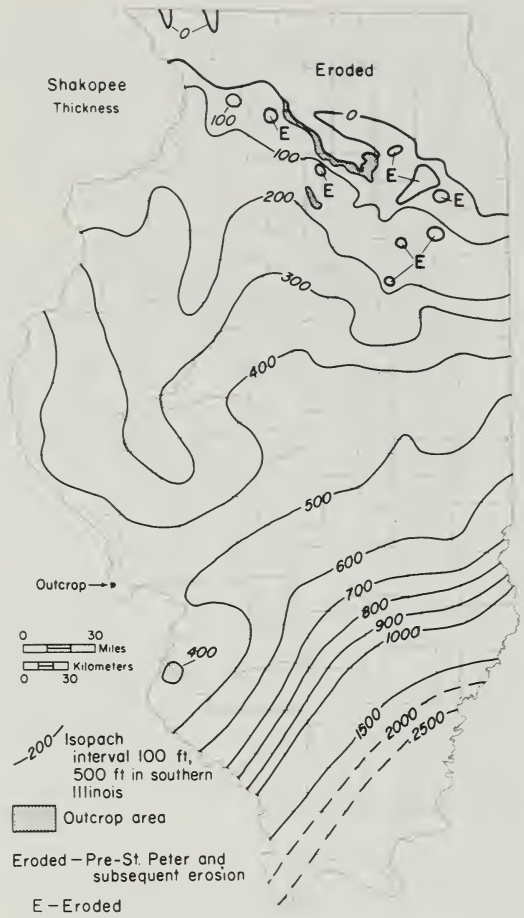 0
Shakopee
Thickness
Eroded
100
E
0
E
100
E
E
200
E
300
400
500
600
700
800
900
1000
Outcrop
0 30
Miles
Kilometers
0 30
400
1500
2000
2500
200
Isopach
interval 100 ft,
500 ft in southern
Illinois
Outcrop area
Eroded – Pre-St. Peter and
subsequent erosion
E – Eroded